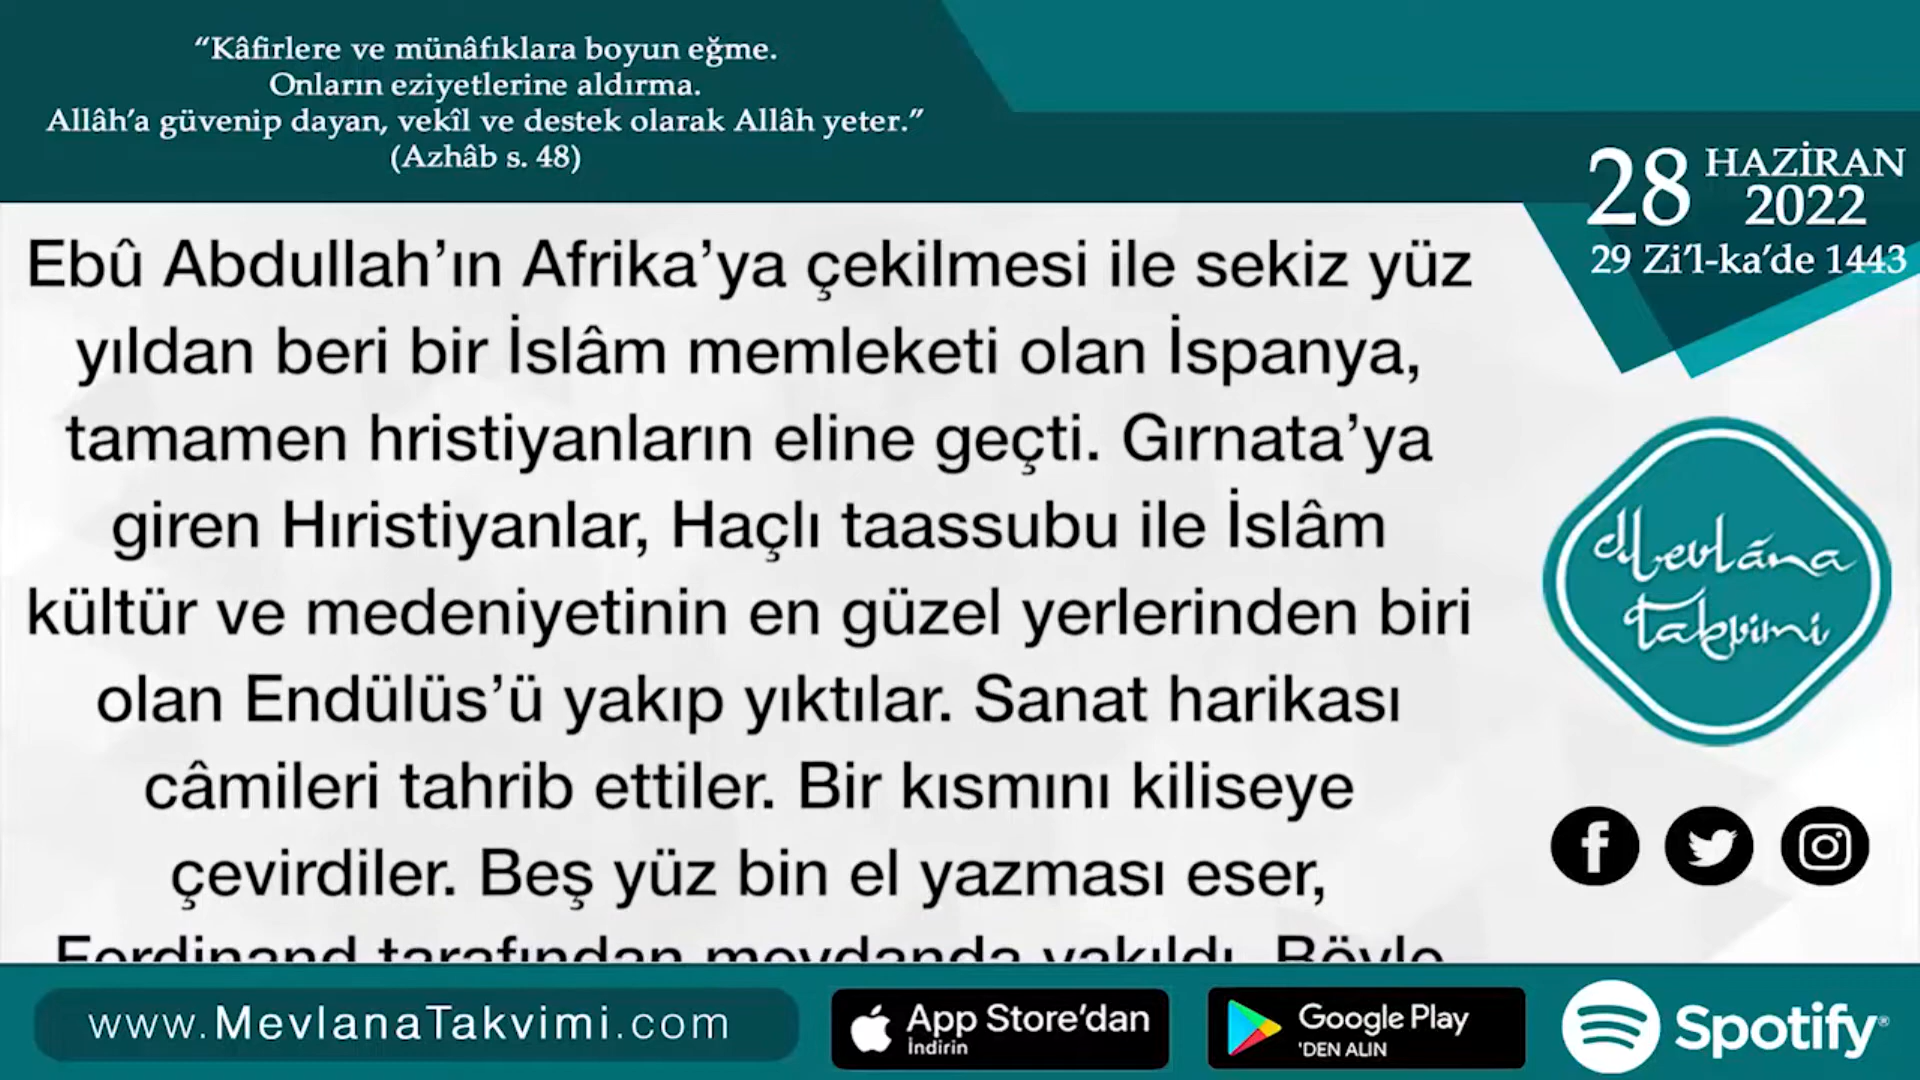 “Kâfirlere ve münâfıklara boyun eğme.
Onların eziyetlerine aldırma.
Allâh’a güvenip dayan, vekîl ve destek olarak Allâh yeter.”
(Azhâb s. 48)
28 HAZİRAN
2022
29 Zi’l-ka’de 1443
Ebû Abdullah’ın Afrika’ya çekilmesi ile sekiz yüz
yıldan beri bir İslâm memleketi olan İspanya,
tamamen hristiyanların eline geçti. Gırnata’ya
giren Hıristiyanlar, Haçlı taassubu ile İslâm
kültür ve medeniyetinin en güzel yerlerinden biri
olan Endülüs’ü yakıp yıktılar. Sanat harikası
câmileri tahrib ettiler. Bir kısmını kiliseye
çevirdiler. Beş yüz bin el yazması eser,
Ferdinand tarafından meydanda yakıldı. Böyle
Mevlâna
Takvimi
www.MevlanaTakvimi.com
App Store’dan
İndirin
Google Play
'DEN ALIN
Spotify